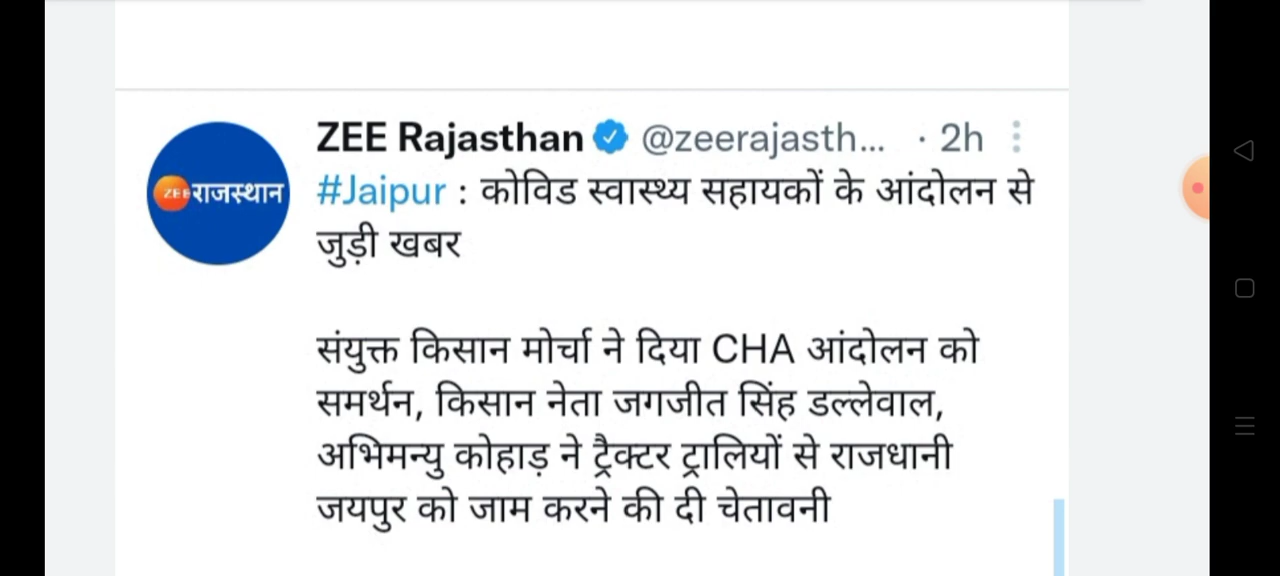 ZEE Rajasthan @zeerajasth... · 2h
ZEE राजस्थान
#Jaipur : कोविड स्वास्थ्य सहायकों के आंदोलन से
जुड़ी खबर
संयुक्त किसान मोर्चा ने दिया CHA आंदोलन को
समर्थन, किसान नेता जगजीत सिंह डल्लेवाल,
अभिमन्यु कोहाड़ ने ट्रैक्टर ट्रालियों से राजधानी
जयपुर को जाम करने की दी चेतावनी